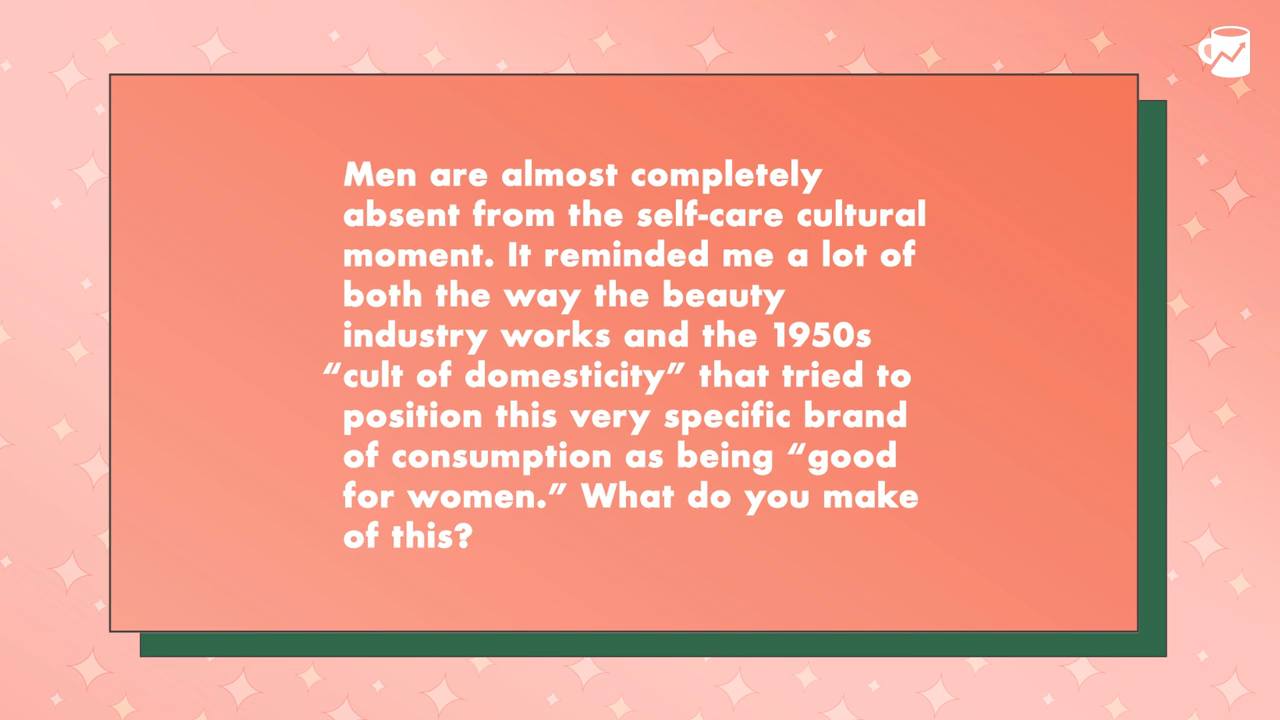 Men are almost completely
absent from the self-care cultural
moment. It reminded me a lot of
both the way the beauty
industry works and the 1950s
“cult of domesticity” that tried to
position this very specific brand
of consumption as being “good
for women.” What do you make
of this?